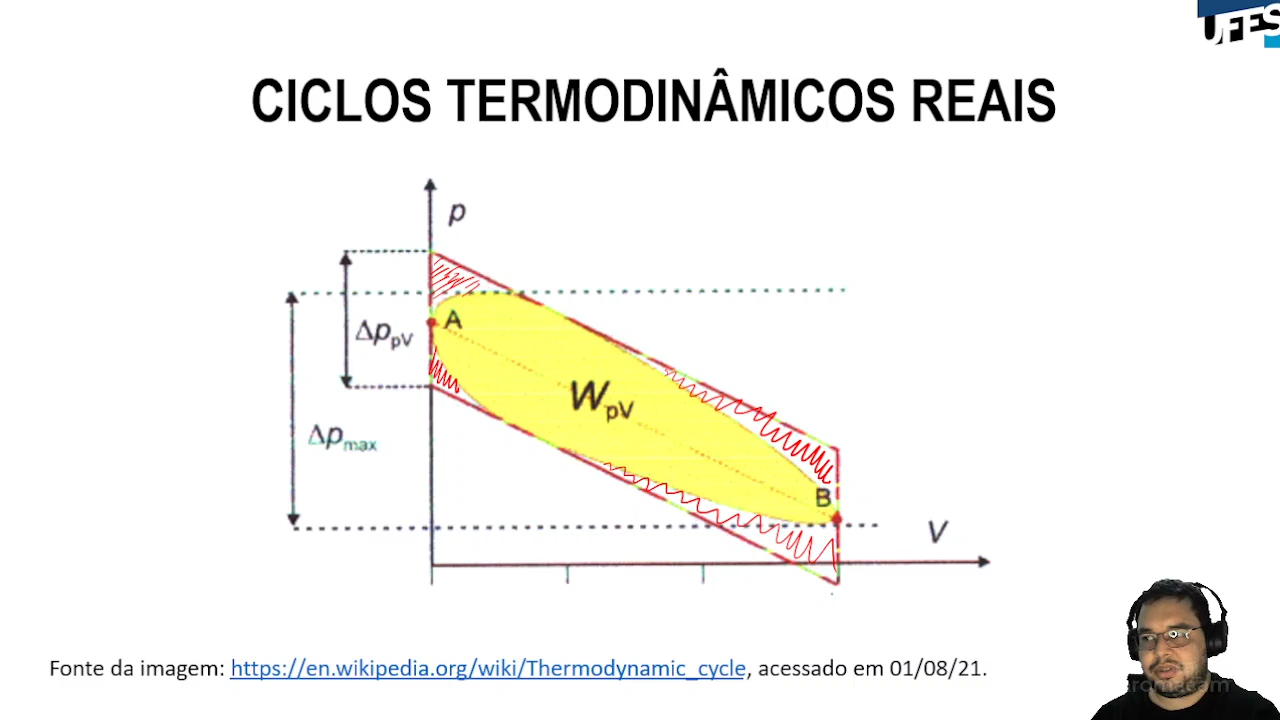 UFES
CICLOS TERMODINÂMICOS REAIS
p
A
Δp_pV
W_pV
Δp_max
B
V
Fonte da imagem: https://en.wikipedia.org/wiki/Thermodynamic_cycle, acessado em 01/08/21.